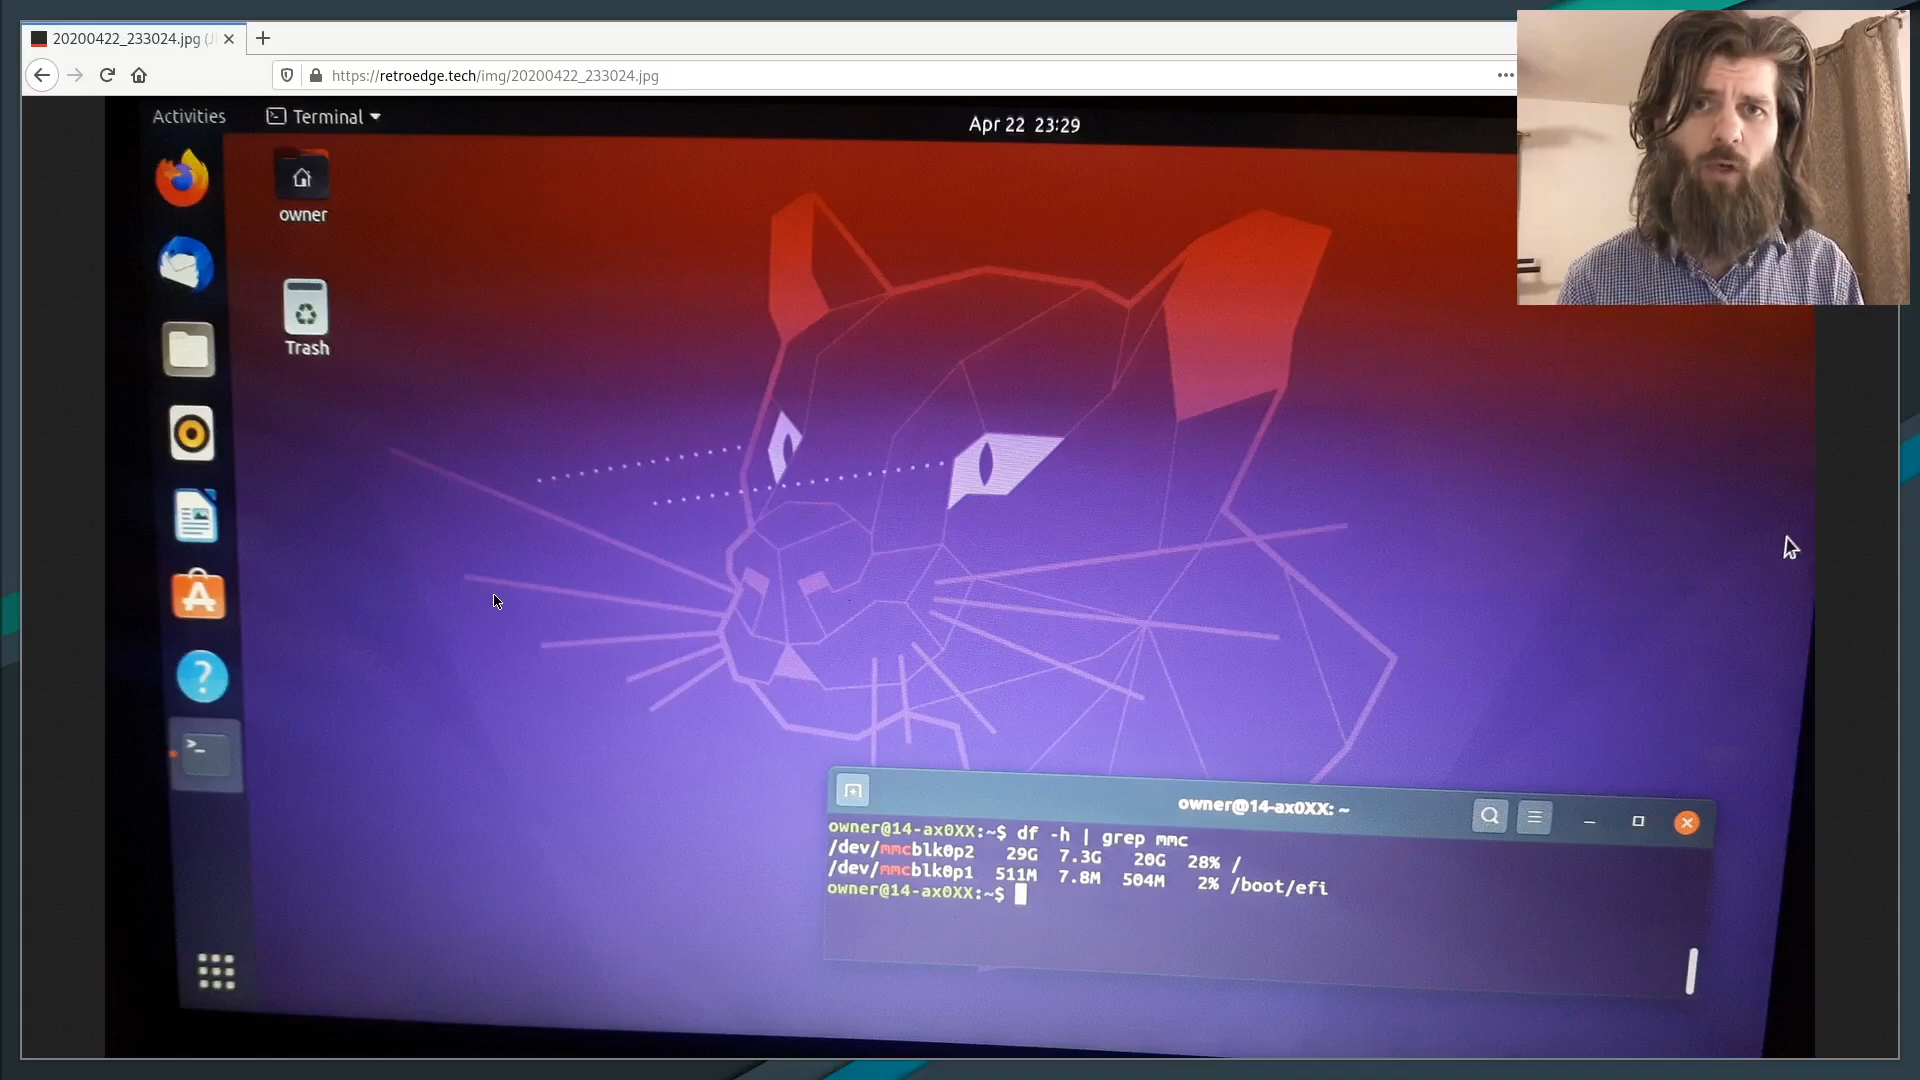 20200422_233024.jpg (J
https://retroedge.tech/img/20200422_233024.jpg
Activities
Terminal
Apr 22 23:29
owner
Trash
owner@14-ax0XX: ~
owner@14-ax0XX:~$ df -h | grep mmc
/dev/mmcblk0p2 29G 7.3G 20G 28% /
/dev/mmcblk0p1 511M 7.8M 504M 2% /boot/efi
owner@14-ax0XX:~$